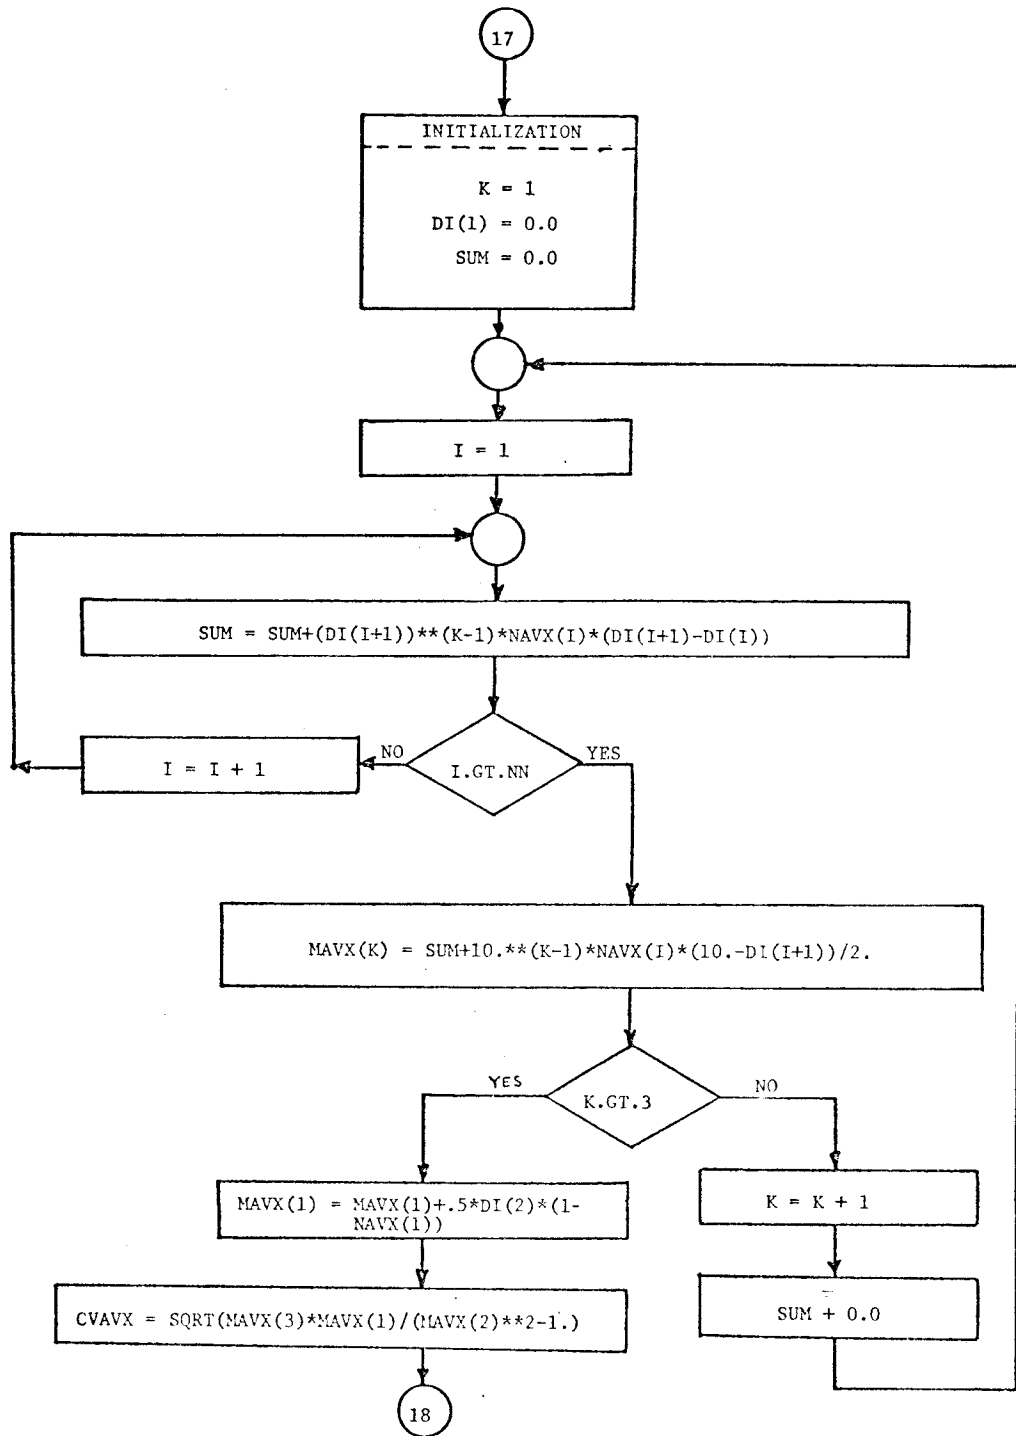 17
INITIALIZATION
K = 1
DI(1) = 0.0
SUM = 0.0
I = 1
SUM = SUM+(DI(I+1))**(K-1)*NAVX(I)*(DI(I+1)-DI(I))
NO
I.GT.NN
YES
I = I + 1
MAVX(K) = SUM+10.**(K-1)*NAVX(I)*(10.-DI(I+1))/2.
YES
K.GT.3
NO
MAVX(1) = MAVX(1)+.5*DI(2)*(1-
NAVX(1))
K = K + 1
CVAVX = SQRT(MAVX(3)*MAVX(1)/(MAVX(2)**2-1.)
SUM + 0.0
18